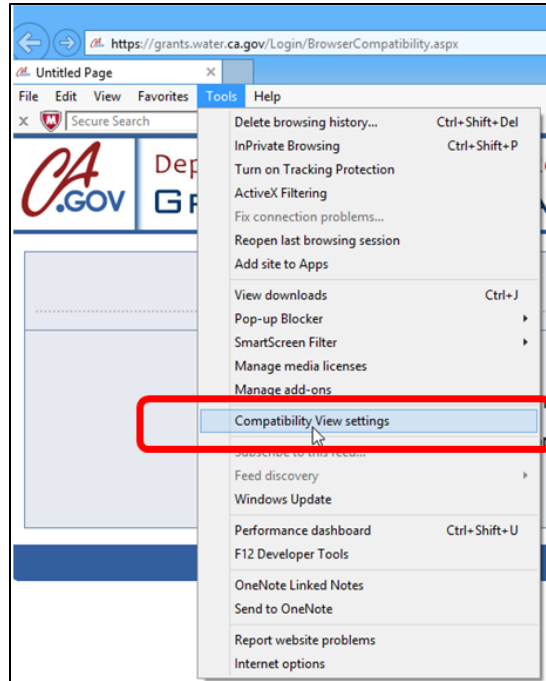 https://grants.water.ca.gov/Login/BrowserCompatibility.aspx
Untitled Page
File Edit View Favorites Tools Help
Secure Search
CA.GOV
Dep
G
Delete browsing history... Ctrl+Shift+Del
InPrivate Browsing Ctrl+Shift+P
Turn on Tracking Protection
ActiveX Filtering
Fix connection problems...
Reopen last browsing session
Add site to Apps
View downloads Ctrl+J
Pop-up Blocker
SmartScreen Filter
Manage media licenses
Manage add-ons
Compatibility View settings
Subscribe to this feed...
Feed discovery
Windows Update
Performance dashboard Ctrl+Shift+U
F12 Developer Tools
OneNote Linked Notes
Send to OneNote
Report website problems
Internet options